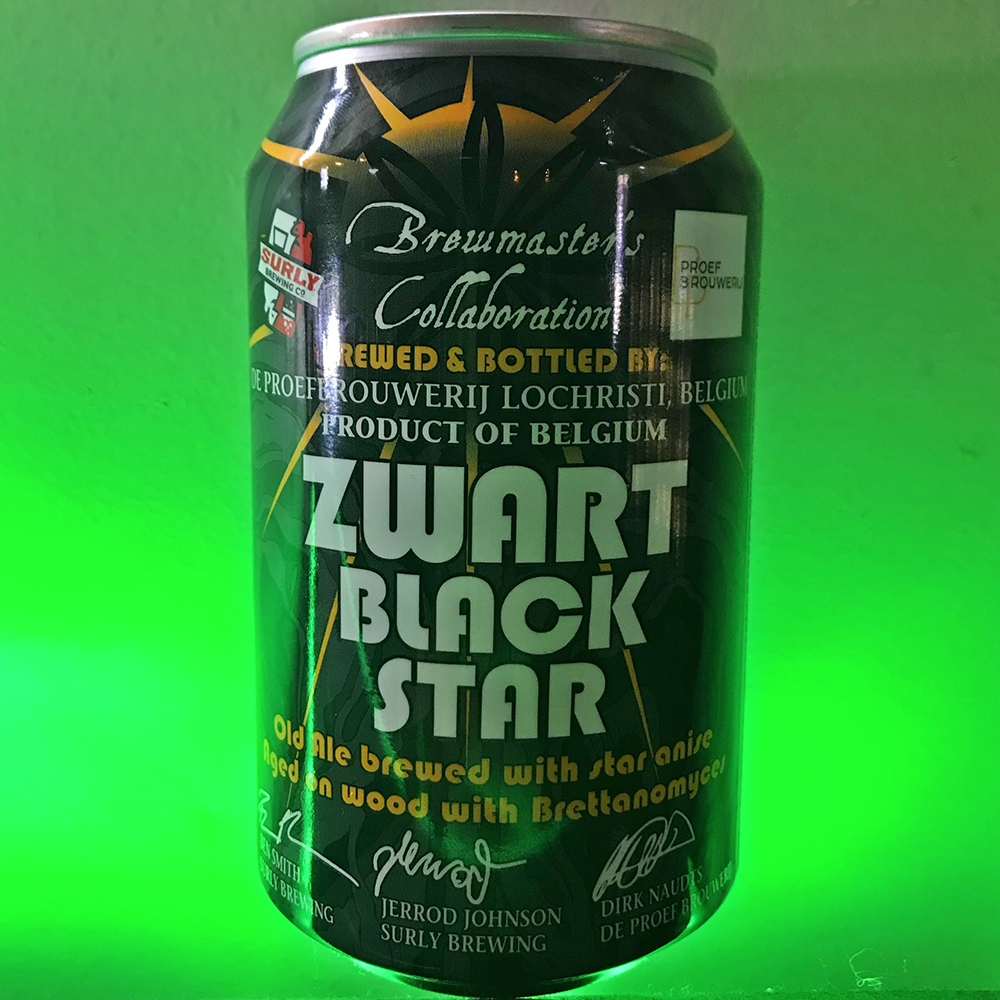 Brewmaster's
Collaboration
SURLY
BREWING CO
PROEF
BROUWERIJ
BREWED & BOTTLED BY:
DE PROEFBROUWERIJ LOCHRISTI, BELGIUM
PRODUCT OF BELGIUM
ZWART
BLACK
STAR
Old Ale brewed with star anise
Aged on wood with Brettanomyces
BEN SMITH
SURLY BREWING
JERROD JOHNSON
SURLY BREWING
DIRK NAUDTS
DE PROEF BROUWERIJ